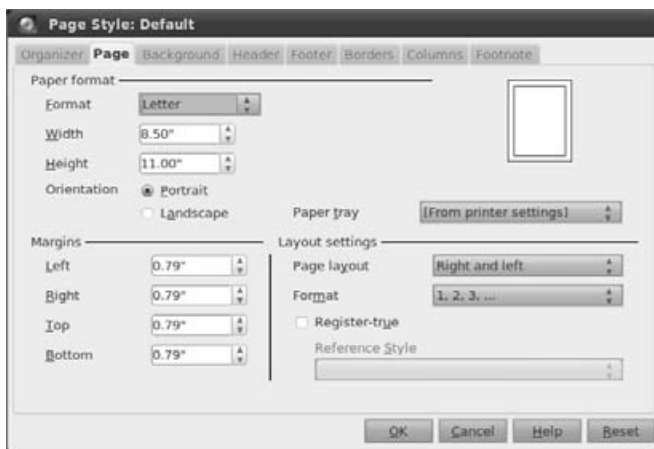 Page Style: Default
Organizer Page Background Header Footer Borders Columns Footnote
Paper format
Format Letter
Width 8.50"
Height 11.00"
Orientation Portrait
Landscape
Paper tray [From printer settings]
Margins
Left 0.79"
Right 0.79"
Top 0.79"
Bottom 0.79"
Layout settings
Page layout Right and left
Format 1, 2, 3, ...
Register-true
Reference Style
OK Cancel Help Reset